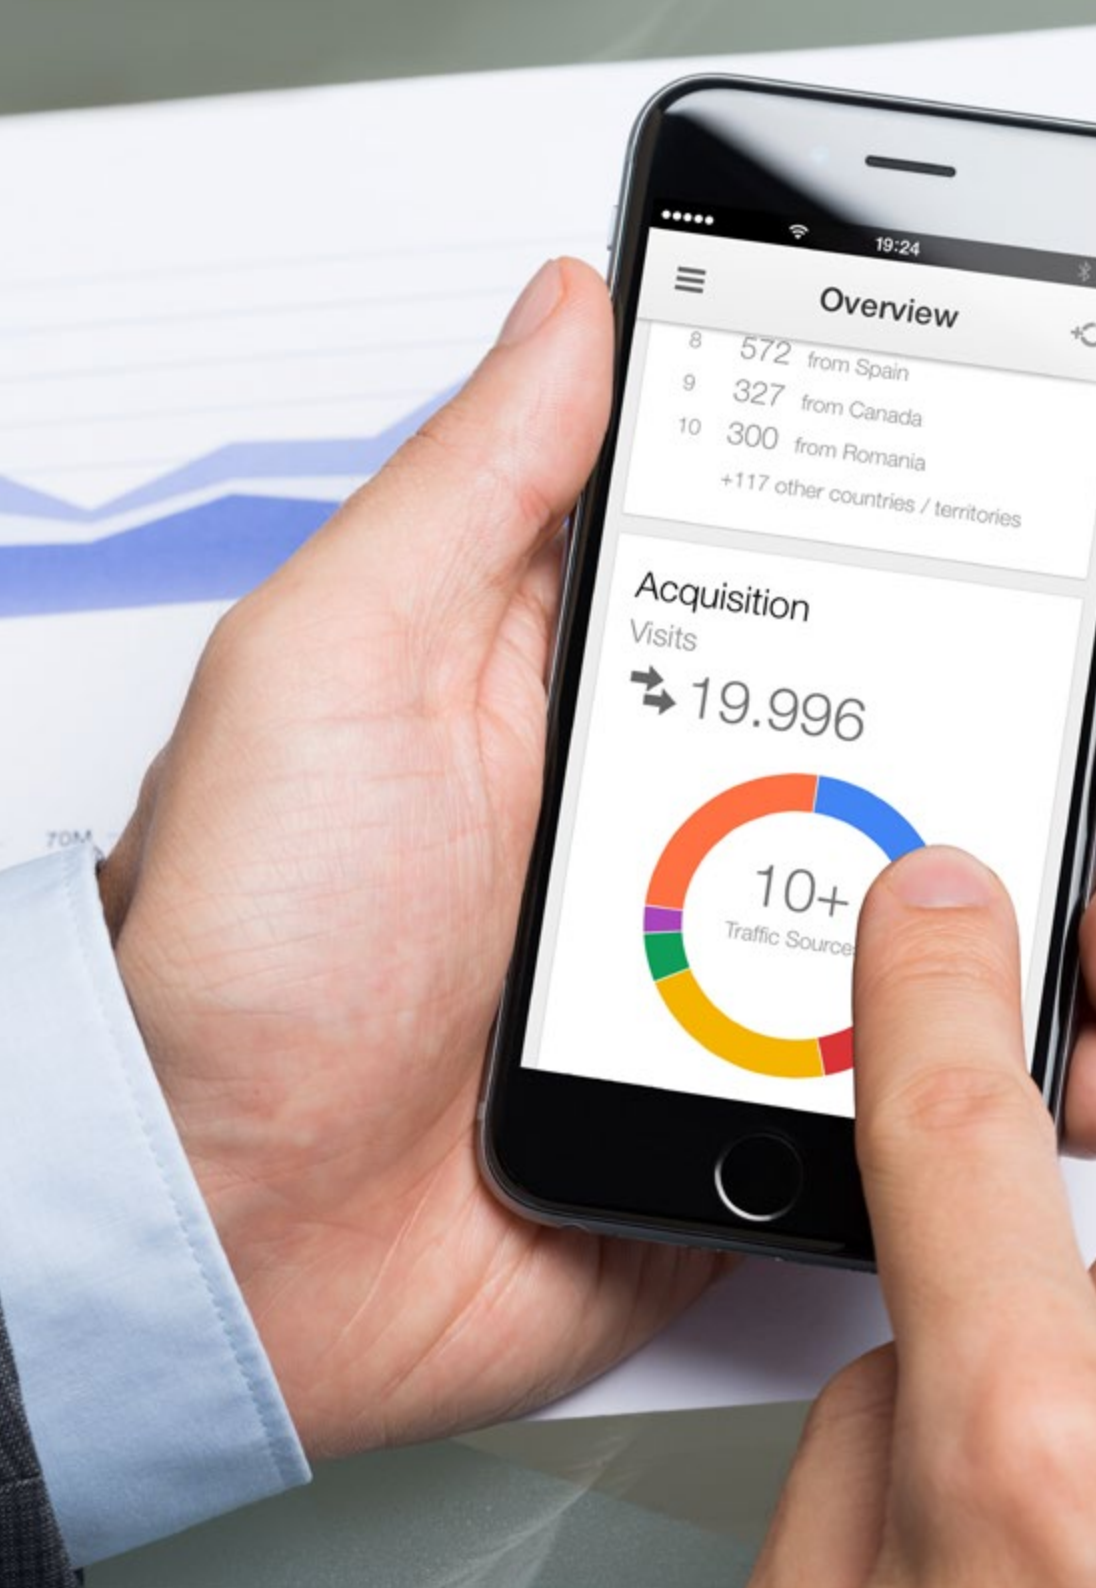 19:24
Overview
8 572 from Spain
9 327 from Canada
10 300 from Romania
+117 other countries / territories
Acquisition
Visits
19.996
10+
Traffic
70M